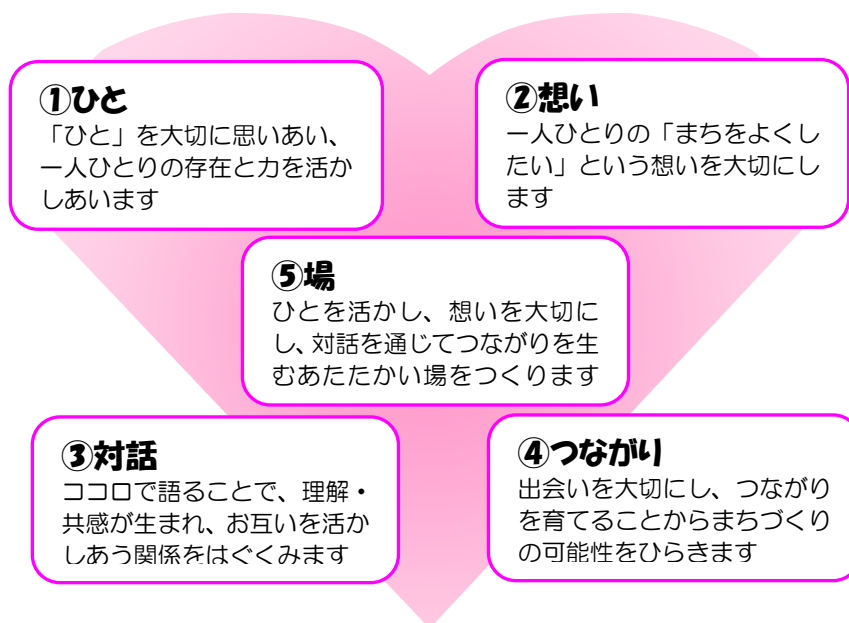 ①ひと
「ひと」を大切に思いあい、
一人ひとりの存在と力を活か
しあいます
②想い
一人ひとりの「まちをよくし
たい」という想いを大切にし
ます
⑤場
ひとを活かし、想いを大切に
し、対話を通じてつながりを生
むあたたかい場をつくります
③対話
ココロで語ることで、理解・
共感が生まれ、お互いを活か
しあう関係をはぐくみます
④つながり
出会いを大切にし、つながり
を育てることからまちづくり
の可能性をひらきます